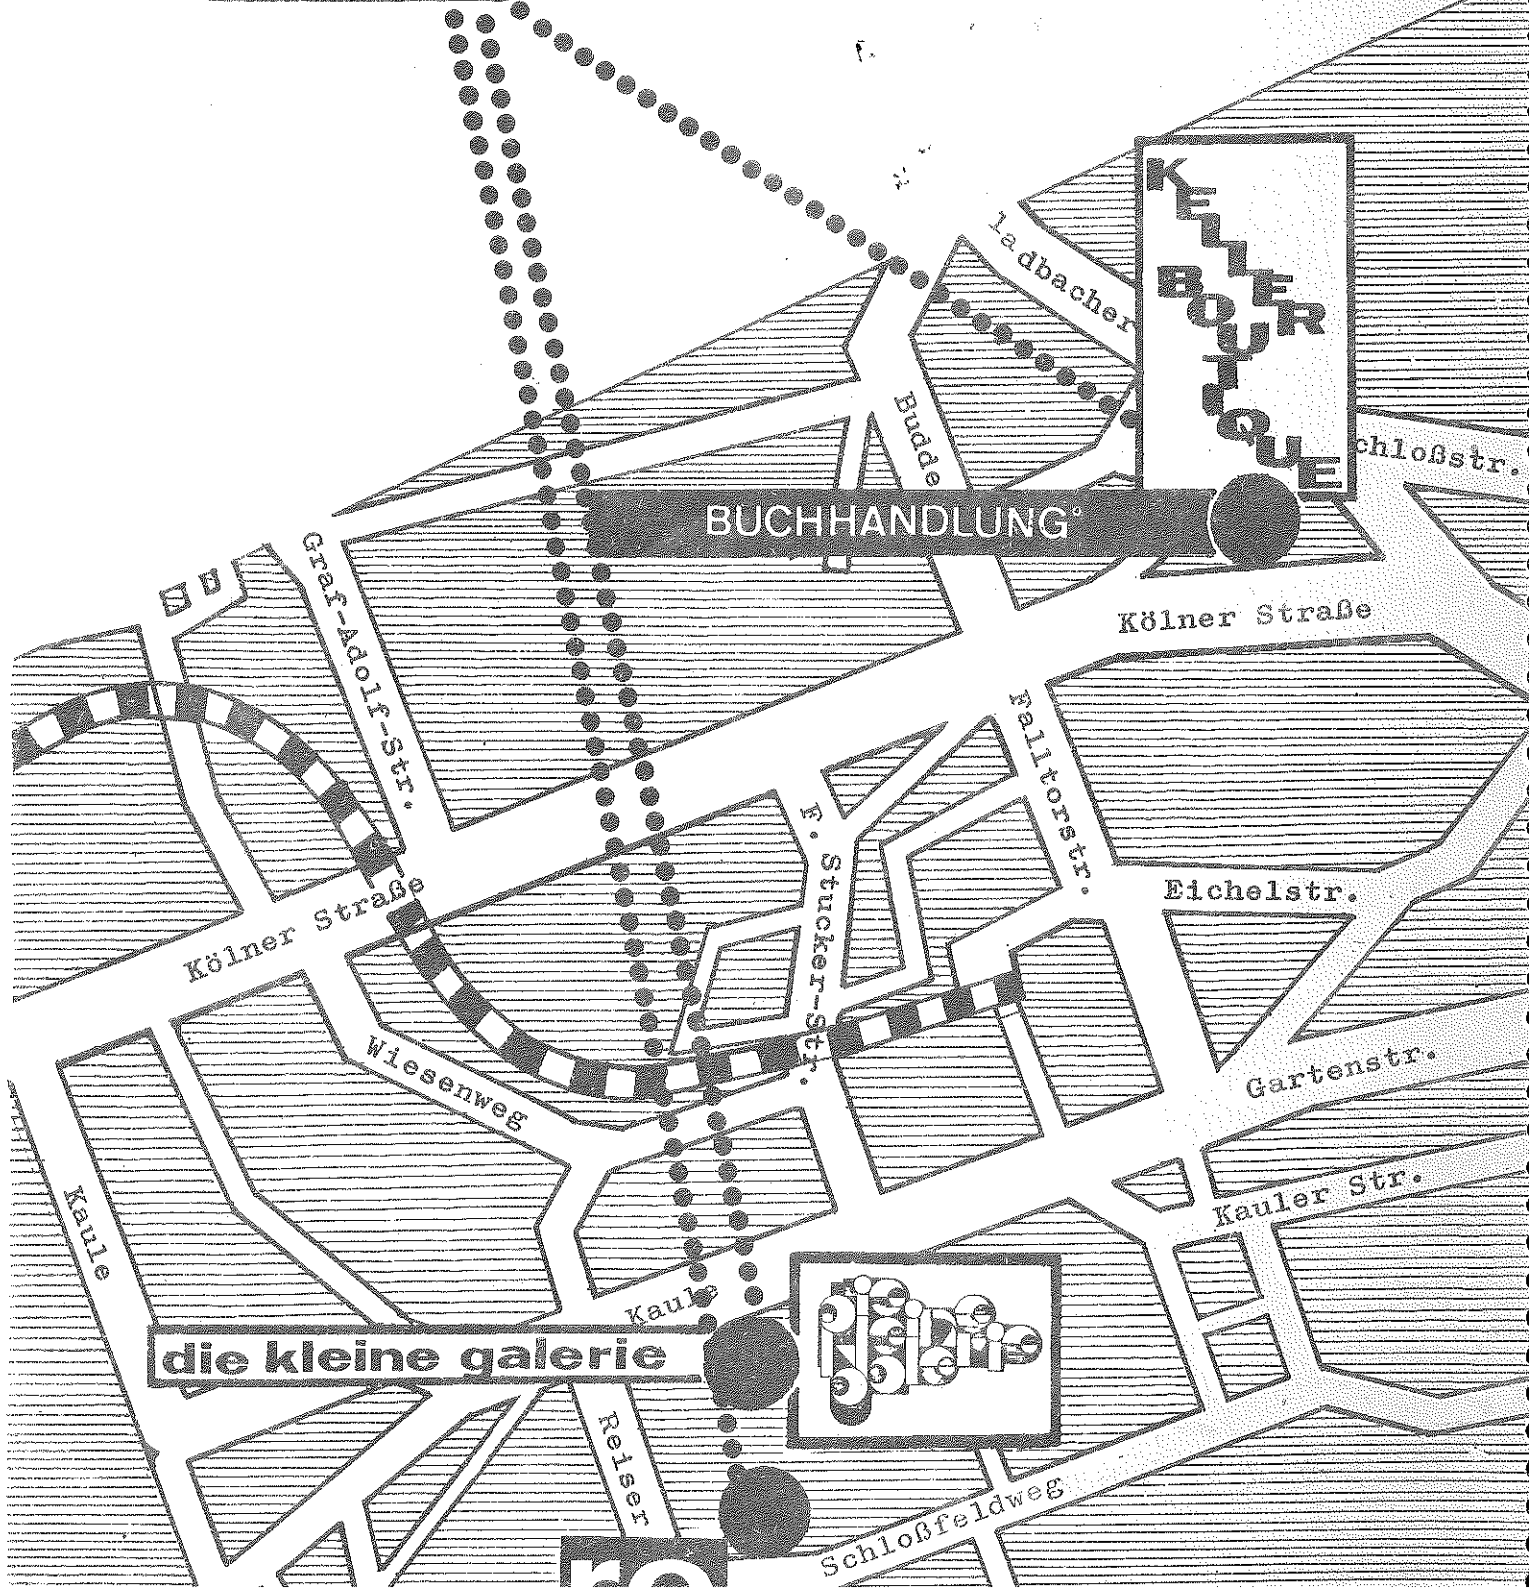 KELLER
BOUTIQUE
ladbacher
Budde
chloßstr.
BUCHHANDLUNG
Graf-Adolf-Str.
Kölner Straße
Falltorstr.
F. Stucker-Str.
Eichelstr.
Kölner Straße
Wiesenweg
Gartenstr.
Kauler Str.
Kaule
Kaule
die kleine galerie
Reiser
Schloßfeldweg
ro